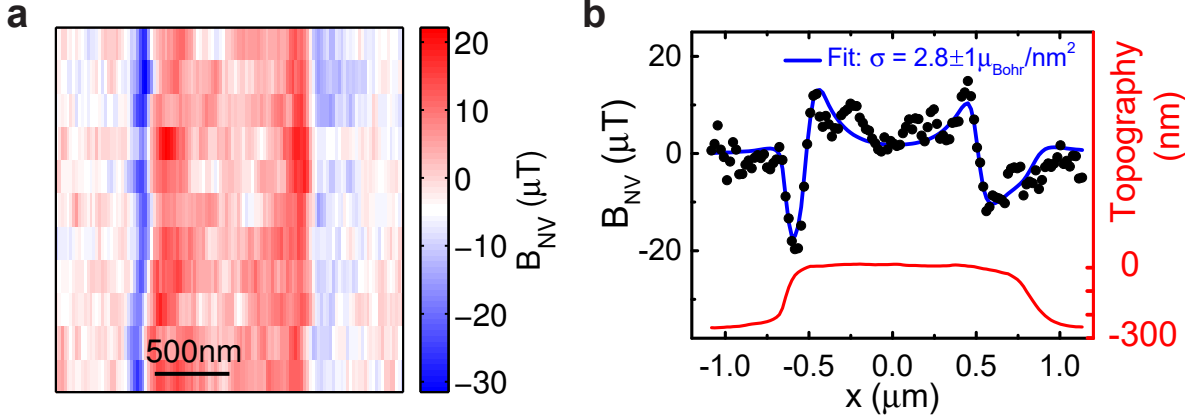 a
500nm
20
10
0
−10
−20
−30
B_NV (μT)
b
Fit: σ = 2.8±1μ_Bohr/nm²
20
0
-20
B_NV (μT)
Topography
(nm)
0
-300
-1.0 -0.5 0.0 0.5 1.0
x (μm)